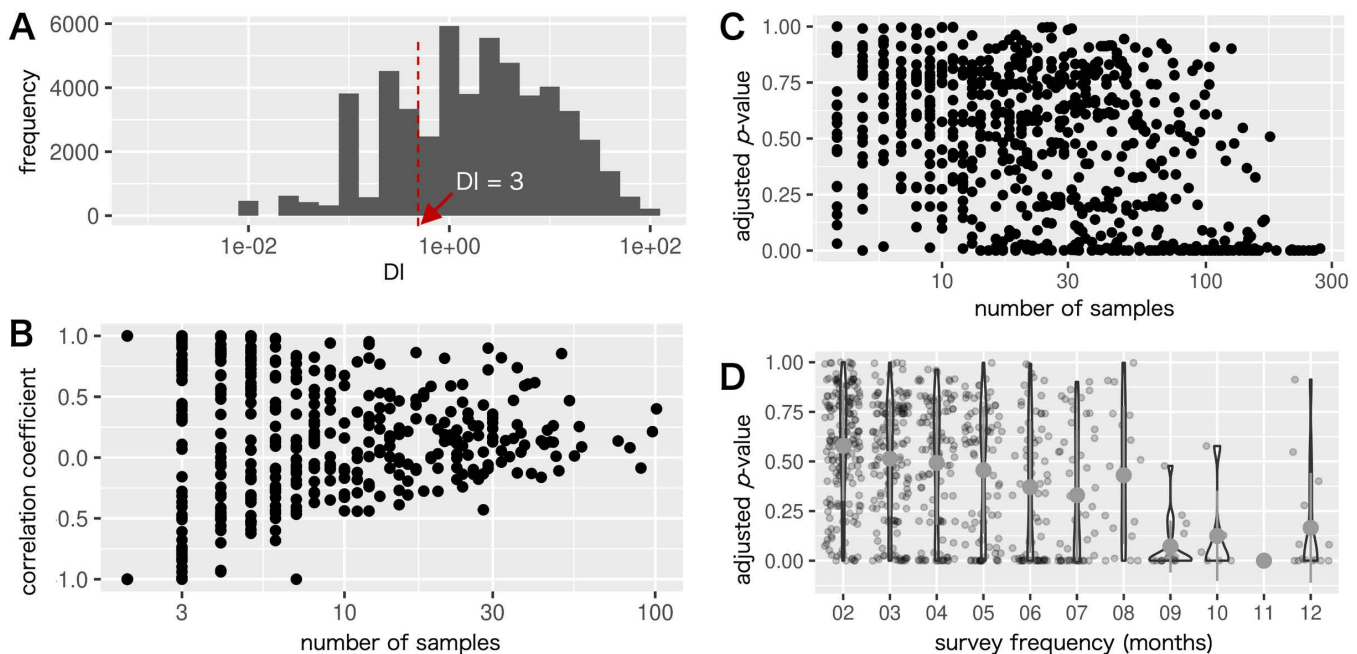 A
6000
4000
2000
0
frequency
DI = 3
1e-02
1e+00
1e+02
DI
B
1.0
0.5
0.0
-0.5
-1.0
correlation coefficient
3
10
30
100
number of samples
C
1.00
0.75
0.50
0.25
0.00
adjusted p-value
10
30
100
300
number of samples
D
1.00
0.75
0.50
0.25
0.00
adjusted p-value
02 03 04 05 06 07 08 09 10 11 12
survey frequency (months)